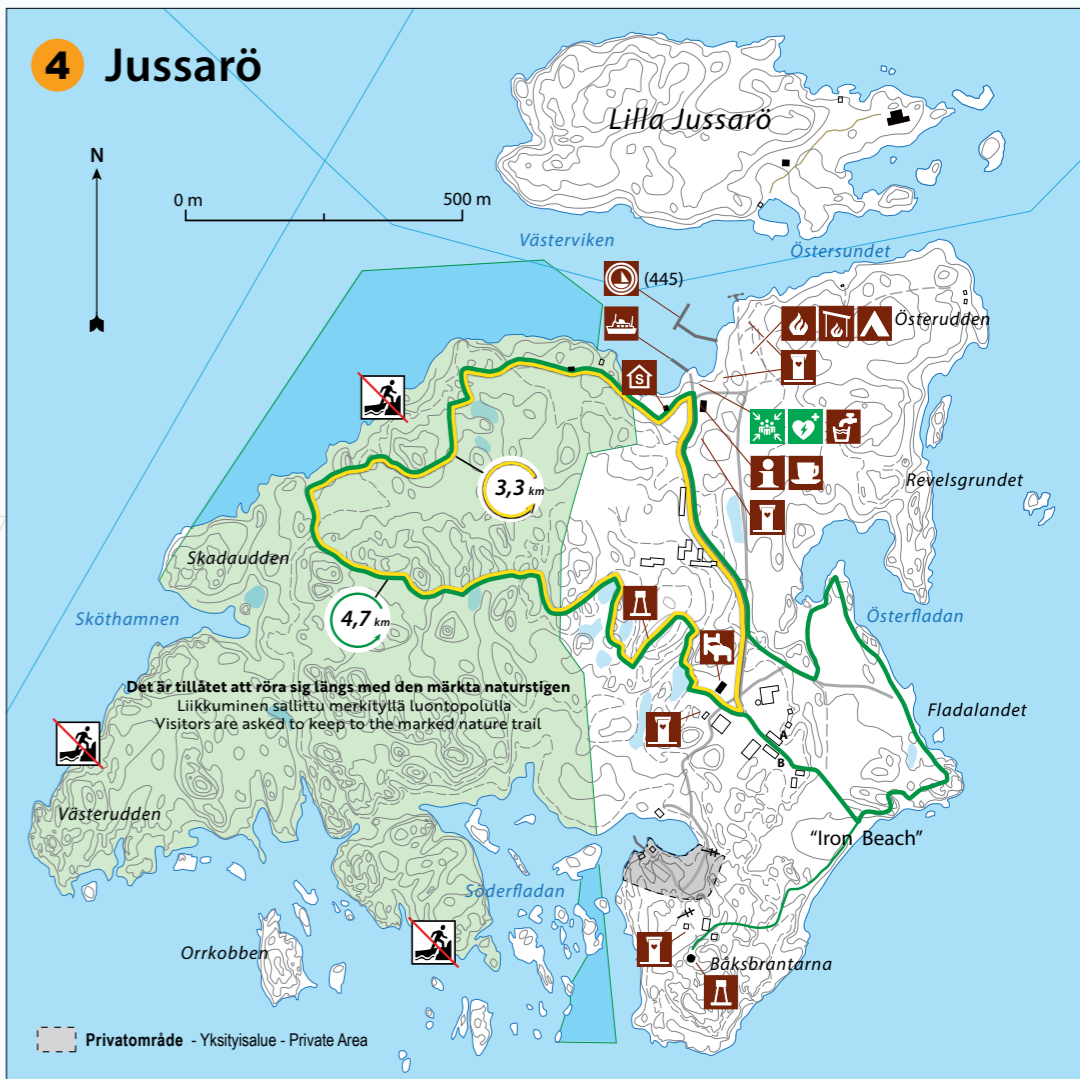 4 Jussarö
Lilla Jussarö
N
0 m 500 m
Västerviken
Östersundet
(445)
Österudden
S
Revelsgrundet
3,3 km
Skadaudden
4,7 km
Sköthamnen
Österfladan
Det är tillåtet att röra sig längs med den märkta naturstigen
Liikkuminen sallittu merkityllä luontopolulla
Visitors are asked to keep to the marked nature trail
Fladalandet
A
B
Västerudden
"Iron Beach"
Söderfladan
Orrkobben
Båksbrantarna
Privatområde - Yksityisalue - Private Area